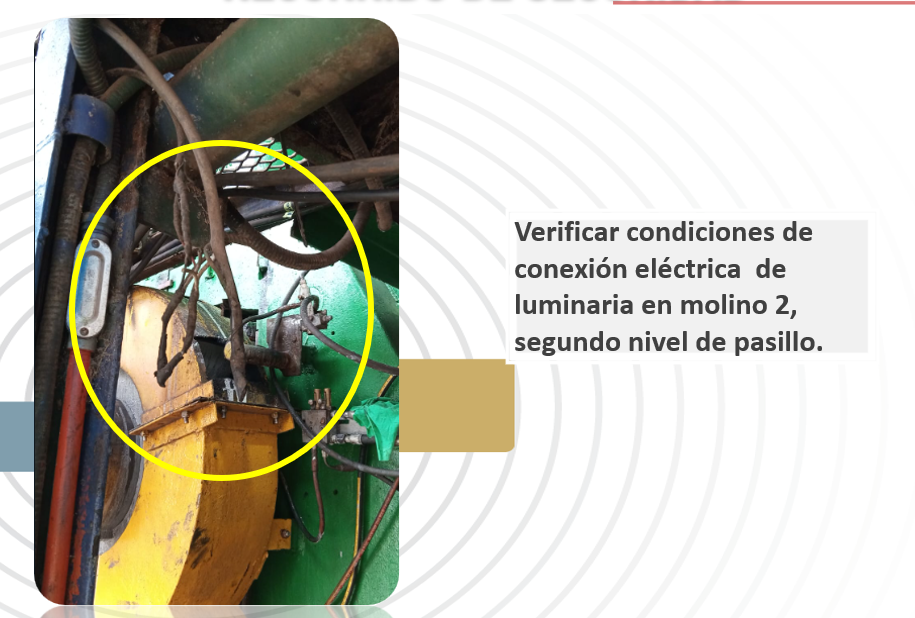 Verificar condiciones de
conexión eléctrica  de
luminaria en molino 2,
segundo nivel de pasillo.